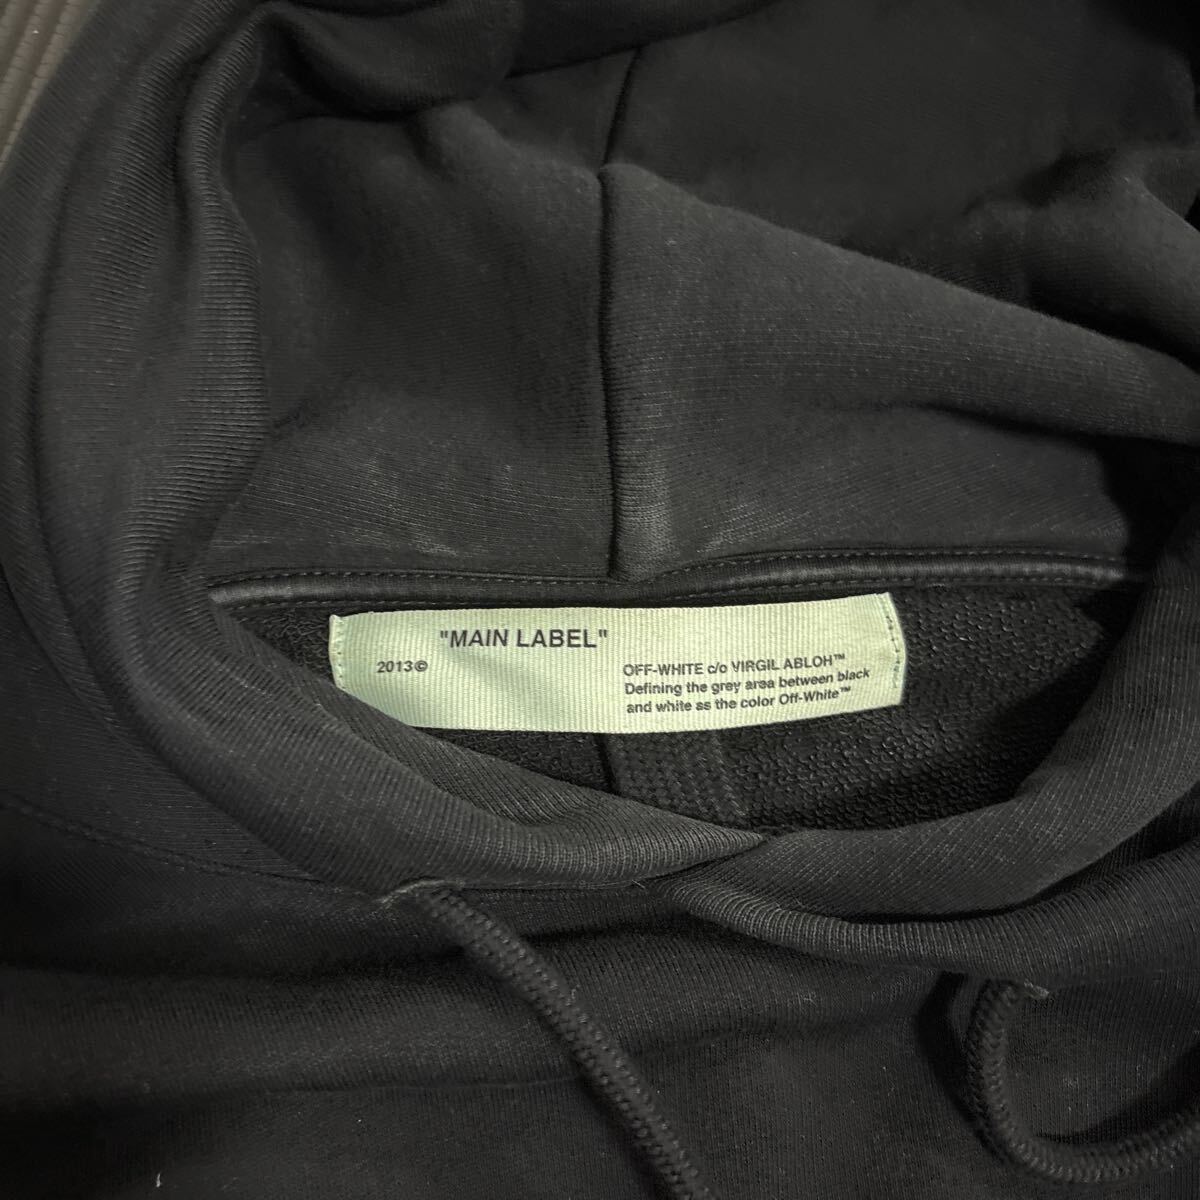 "MAIN LABEL"
2013©
OFF-WHITE c/o VIRGIL ABLOH™
Defining the grey area between black
and white as the color Off-White™